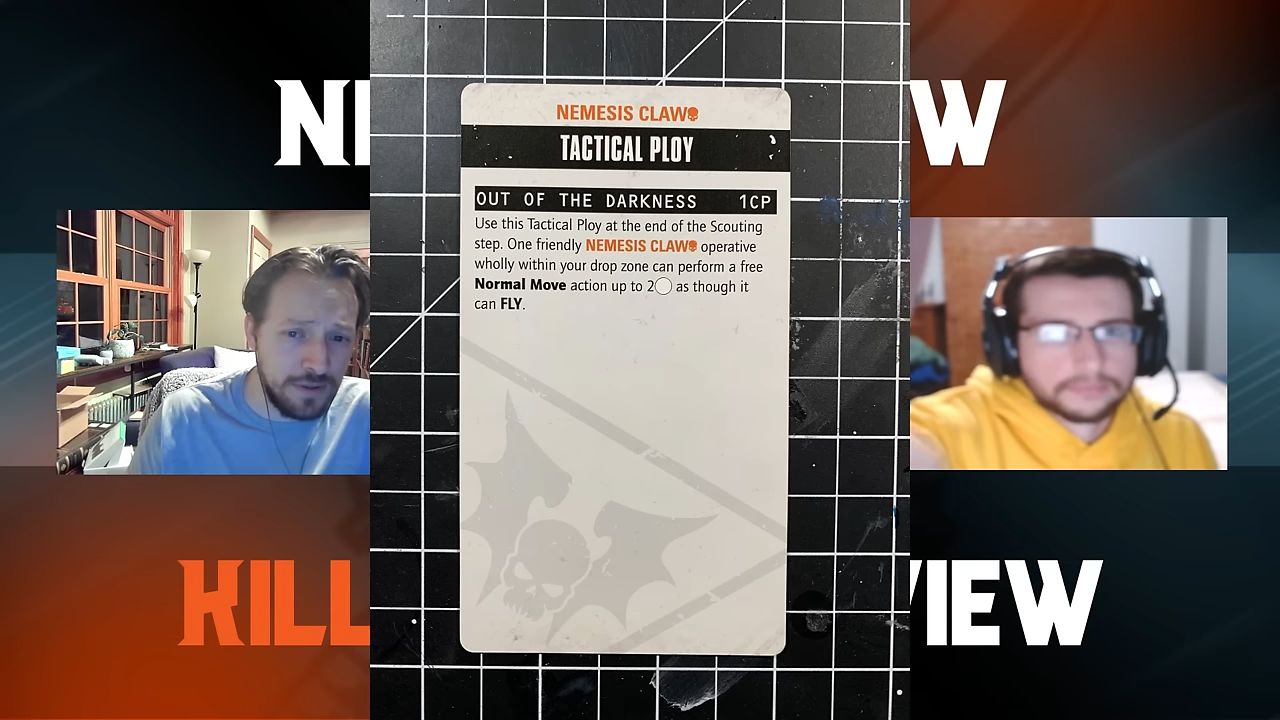 NE
W
NEMESIS CLAW
TACTICAL PLOY
OUT OF THE DARKNESS 1CP
Use this Tactical Ploy at the end of the Scouting
step. One friendly NEMESIS CLAW operative
wholly within your drop zone can perform a free
Normal Move action up to 2 as though it
can FLY.
KILL
VIEW